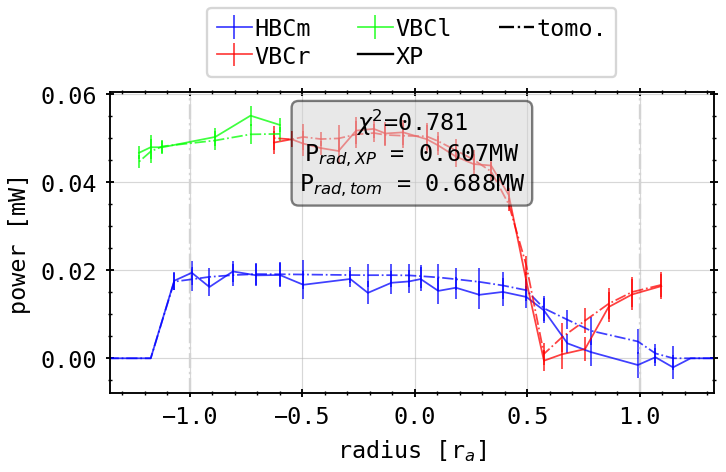 HBCm VBCl tomo.
VBCr XP
0.06
0.04
0.02
0.00
power [mW]
χ²=0.781
P_rad,XP = 0.607MW
P_rad,tom = 0.688MW
−1.0 −0.5 0.0 0.5 1.0
radius [r_a]